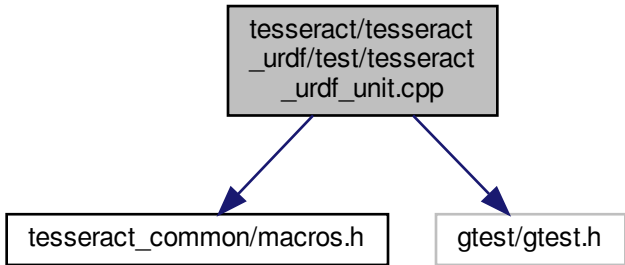 tesseract/tesseract
_urdf/test/tesseract
_urdf_unit.cpp
tesseract_common/macros.h
gtest/gtest.h